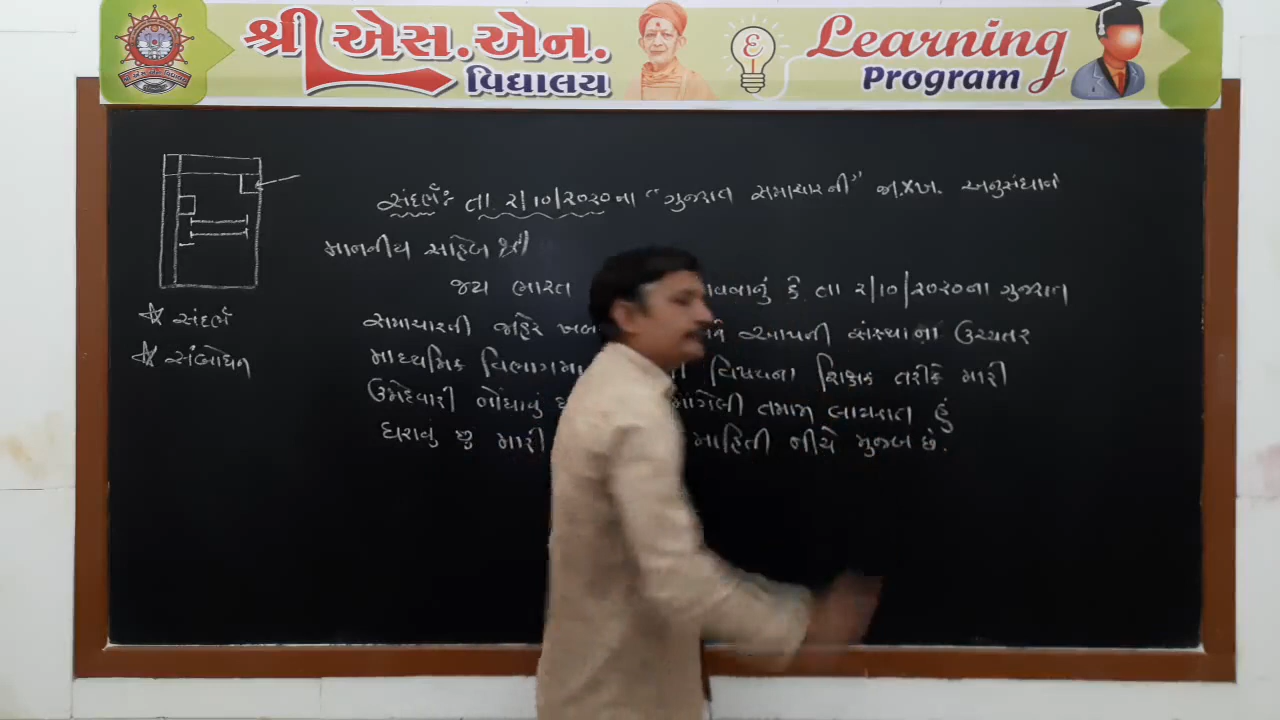 શ્રી એસ.એન.
વિદ્યાલય
Learning
Program
સંદર્ભ: તા ૨/૧૦/૨૦૨૦ના "ગુજરાત સમાચારની" જા.X.ખ. અનુસંધાને
માનનીય સાહેબ શ્રી
જય ભારત વવાનું કે તા ૨/૧૦/૨૦૨૦ના ગુજરાત
સમાચારની જાહેર ખબ આપની સંસ્થાના ઉચ્ચતર
માધ્યમિક વિભાગમા વિષયના શિક્ષક તરીકે મારી
ઉમેદવારી નોંધાવું છ માંગેલી તમામ લાયકાત હું
ધરાવું છુ મારી માહિતી નીચે મુજબ છે.
☆ સંદર્ભ
☆ સંબોધન